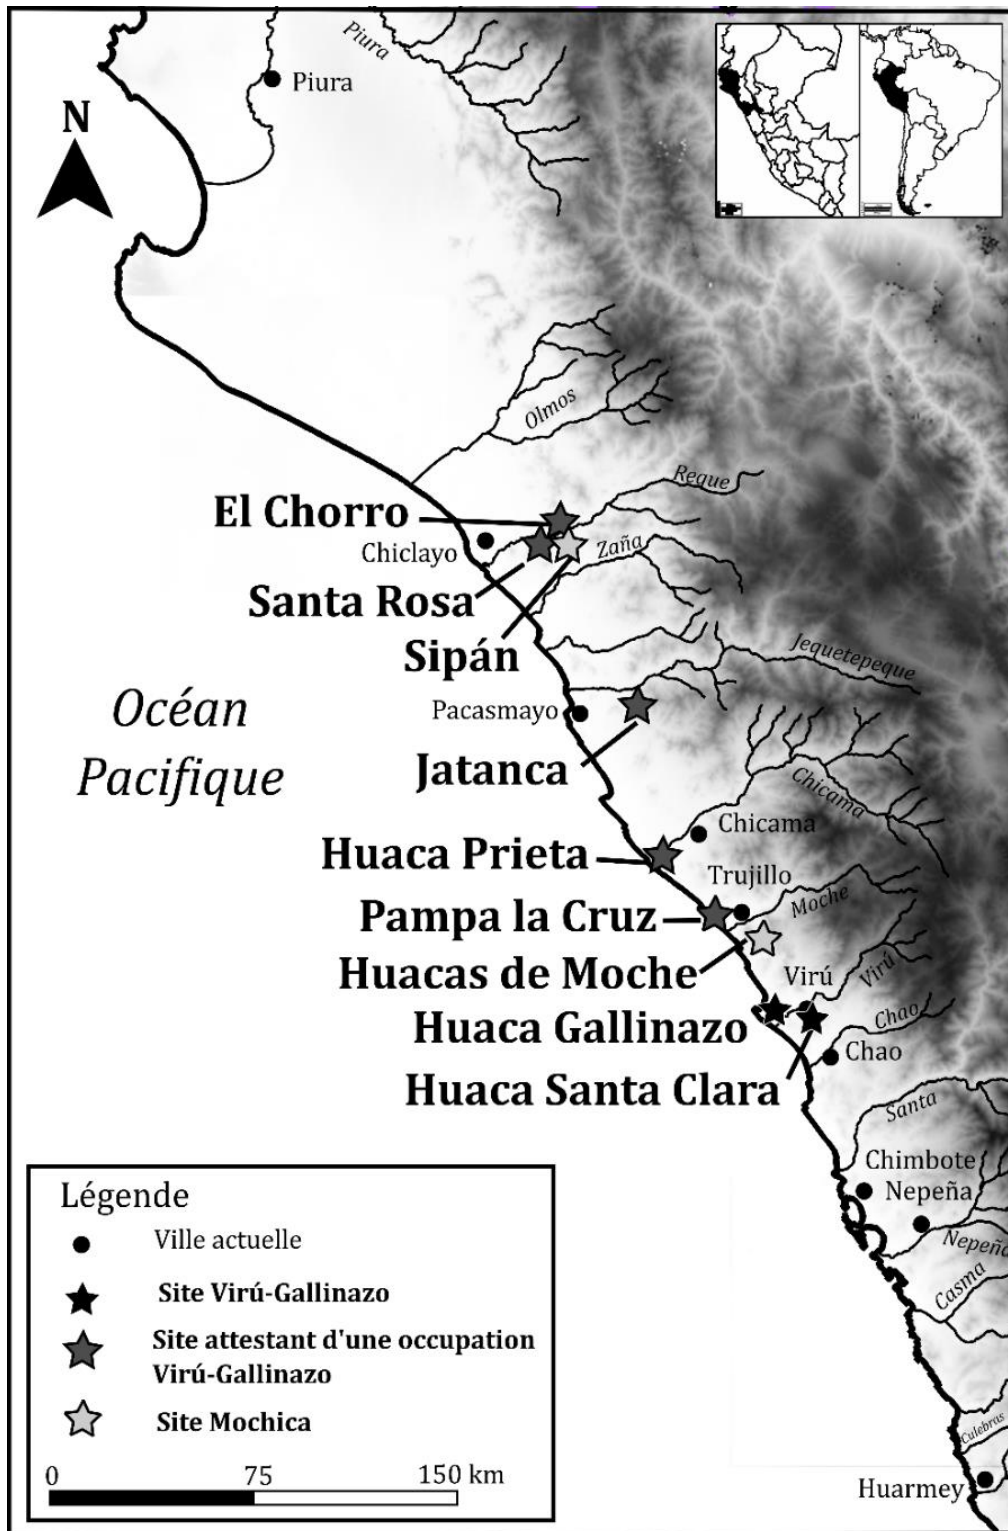 Piura
Piura
N
Olmos
Reque
El Chorro
Chiclayo
Zaña
Santa Rosa
Sipán
Jequetepeque
Océan
Pacifique
Pacasmayo
Jatanca
Chicama
Chicama
Huaca Prieta
Trujillo
Pampa la Cruz
Moche
Huacas de Moche
Virú
Virú
Huaca Gallinazo
Chao
Chao
Huaca Santa Clara
Santa
Chimbote
Nepeña
Nepeña
Casma
Culebras
Huarmey
Légende
Ville actuelle
Site Virú-Gallinazo
Site attestant d'une occupation
Virú-Gallinazo
Site Mochica
0 75 150 km